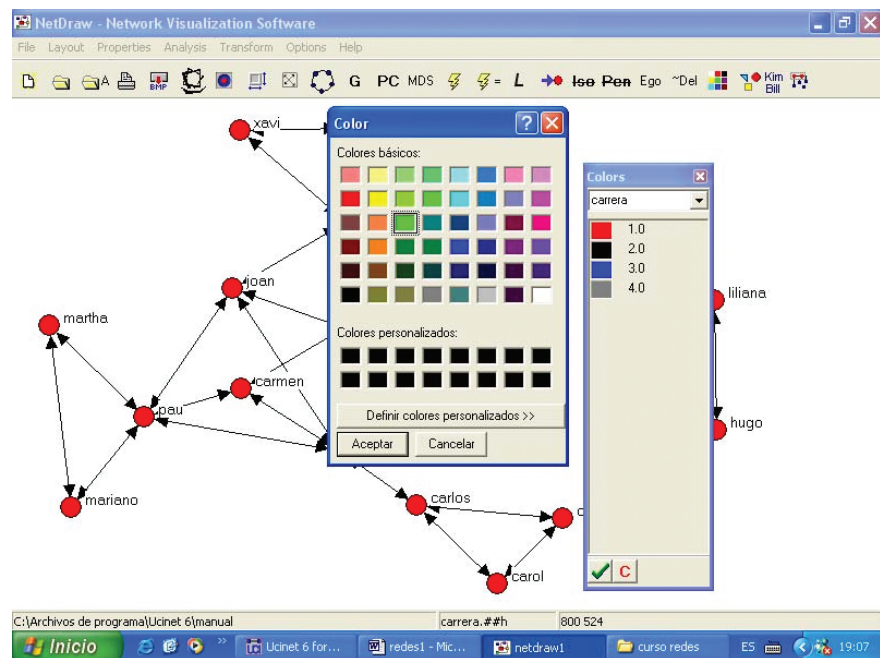 NetDraw - Network Visualization Software
File Layout Properties Analysis Transform Options Help
A BMP G PC MDS = L Iso Pen Ego ~Del Kim Bill
xavi
Color
Colores básicos:
Colores personalizados:
Definir colores personalizados >>
Aceptar Cancelar
Colors
carrera
1.0
2.0
3.0
4.0
joan
liliana
martha
carmen
pau
hugo
mariano
carlos
carol
C:\Archivos de programa\Ucinet 6\manual carrera.##h 800 524
Inicio » Ucinet 6 for... redes1 - Mic... netdraw1 curso redes ES 19:07